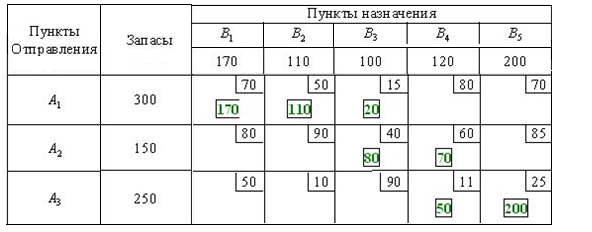 Пункты Отправления
Запасы
Пункты назначения
B1 B2 B3 B4 B5
170 110 100 120 200
A1 300 70 50 15 80 70
170 110 20
A2 150 80 90 40 60 85
80 70
A3 250 50 10 90 11 25
50 200